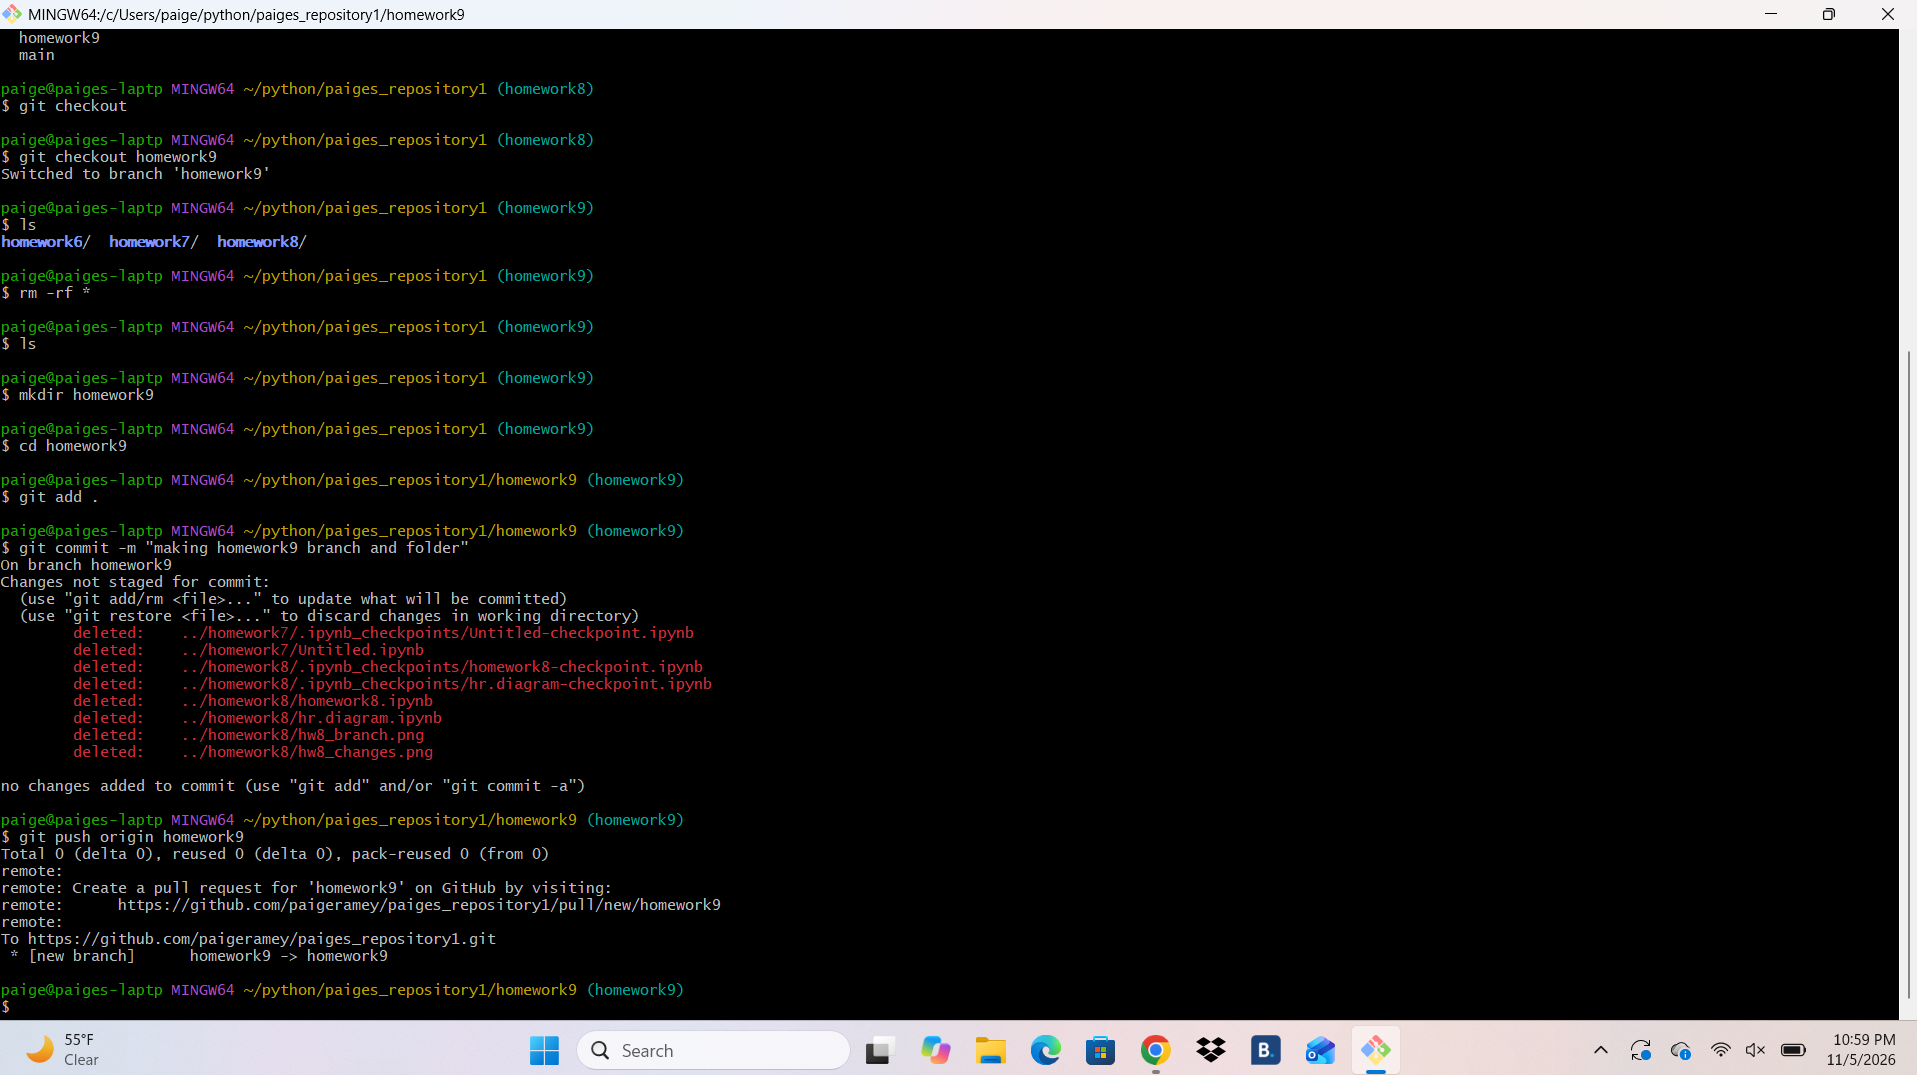 MINGW64:/c/Users/paige/python/paiges_repository1/homework9
  homework9
  main
paige@paiges-laptp MINGW64 ~/python/paiges_repository1 (homework8)
$ git checkout
paige@paiges-laptp MINGW64 ~/python/paiges_repository1 (homework8)
$ git checkout homework9
Switched to branch 'homework9'
paige@paiges-laptp MINGW64 ~/python/paiges_repository1 (homework9)
$ ls
homework6/  homework7/  homework8/
paige@paiges-laptp MINGW64 ~/python/paiges_repository1 (homework9)
$ rm -rf *
paige@paiges-laptp MINGW64 ~/python/paiges_repository1 (homework9)
$ ls
paige@paiges-laptp MINGW64 ~/python/paiges_repository1 (homework9)
$ mkdir homework9
paige@paiges-laptp MINGW64 ~/python/paiges_repository1 (homework9)
$ cd homework9
paige@paiges-laptp MINGW64 ~/python/paiges_repository1/homework9 (homework9)
$ git add .
paige@paiges-laptp MINGW64 ~/python/paiges_repository1/homework9 (homework9)
$ git commit -m "making homework9 branch and folder"
On branch homework9
Changes not staged for commit:
  (use "git add/rm <file>..." to update what will be committed)
  (use "git restore <file>..." to discard changes in working directory)
        deleted:    ../homework7/.ipynb_checkpoints/Untitled-checkpoint.ipynb
        deleted:    ../homework7/Untitled.ipynb
        deleted:    ../homework8/.ipynb_checkpoints/homework8-checkpoint.ipynb
        deleted:    ../homework8/.ipynb_checkpoints/hr.diagram-checkpoint.ipynb
        deleted:    ../homework8/homework8.ipynb
        deleted:    ../homework8/hr.diagram.ipynb
        deleted:    ../homework8/hw8_branch.png
        deleted:    ../homework8/hw8_changes.png
no changes added to commit (use "git add" and/or "git commit -a")
paige@paiges-laptp MINGW64 ~/python/paiges_repository1/homework9 (homework9)
$ git push origin homework9
Total 0 (delta 0), reused 0 (delta 0), pack-reused 0 (from 0)
remote:
remote: Create a pull request for 'homework9' on GitHub by visiting:
remote:      https://github.com/paigeramey/paiges_repository1/pull/new/homework9
remote:
To https://github.com/paigeramey/paiges_repository1.git
 * [new branch]      homework9 -> homework9
paige@paiges-laptp MINGW64 ~/python/paiges_repository1/homework9 (homework9)
$
55°F
Clear
Search
B.
10:59 PM
11/5/2026